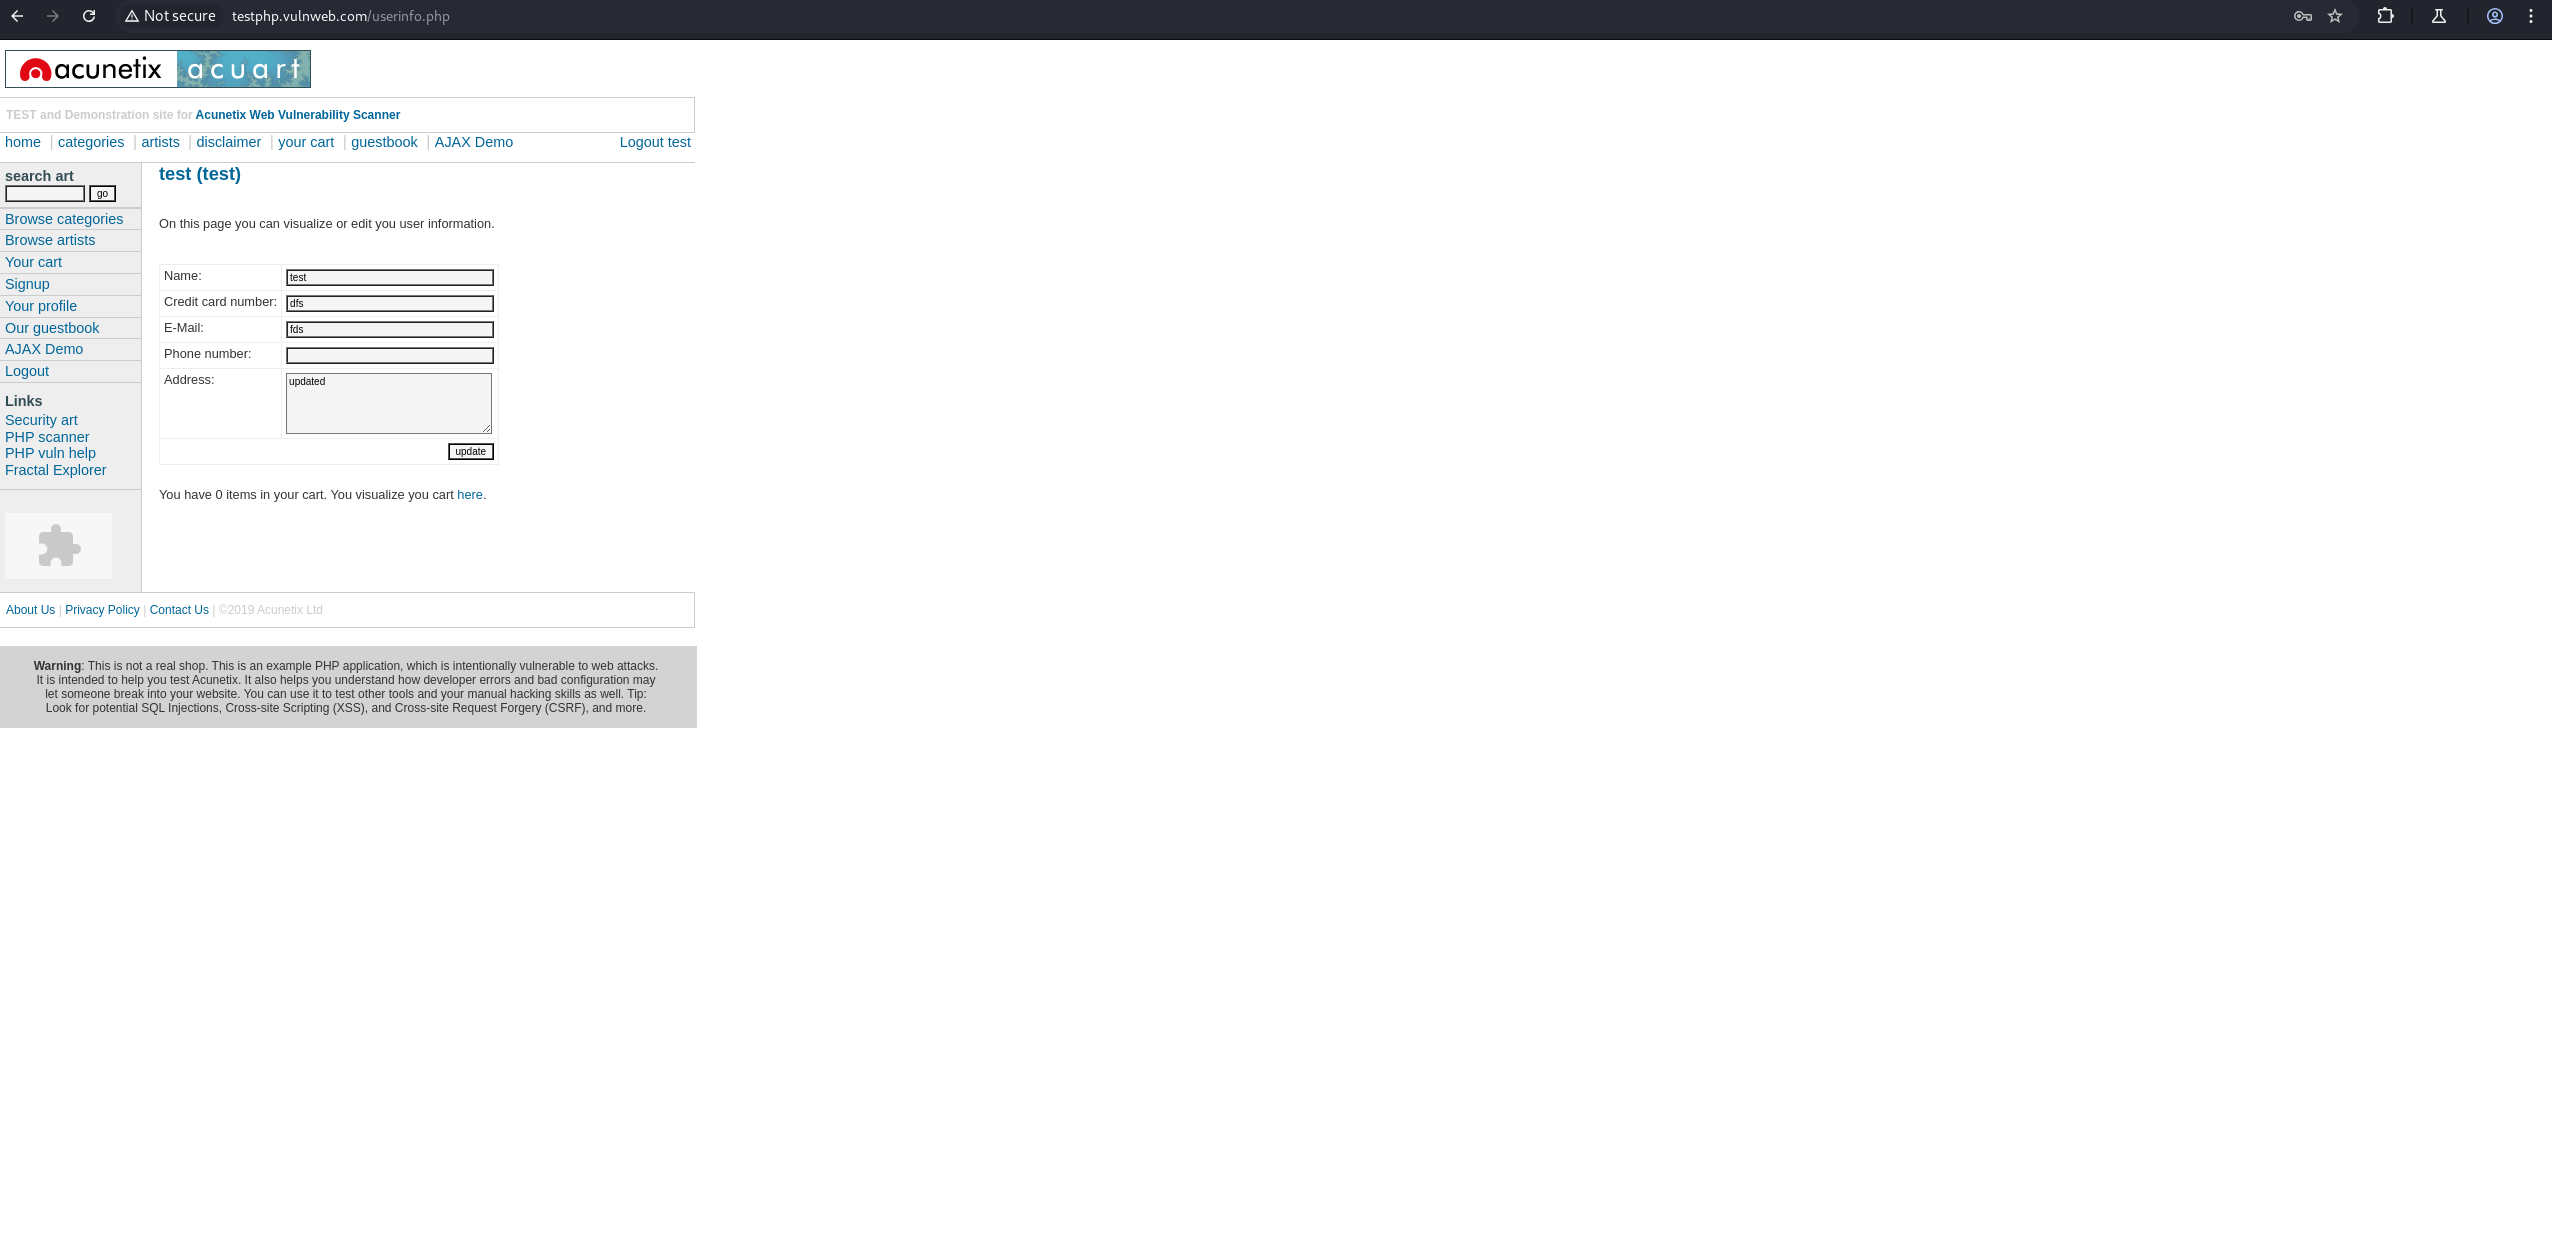 Not secure testphp.vulnweb.com/userinfo.php
acunetix acuart
TEST and Demonstration site for Acunetix Web Vulnerability Scanner
home | categories | artists | disclaimer | your cart | guestbook | AJAX Demo Logout test
search art
go
Browse categories
Browse artists
Your cart
Signup
Your profile
Our guestbook
AJAX Demo
Logout
Links
Security art
PHP scanner
PHP vuln help
Fractal Explorer
test (test)
On this page you can visualize or edit you user information.
Name: test
Credit card number: dfs
E-Mail: fds
Phone number:
Address: updated
update
You have 0 items in your cart. You visualize you cart here.
About Us | Privacy Policy | Contact Us | ©2019 Acunetix Ltd
Warning: This is not a real shop. This is an example PHP application, which is intentionally vulnerable to web attacks.
It is intended to help you test Acunetix. It also helps you understand how developer errors and bad configuration may
let someone break into your website. You can use it to test other tools and your manual hacking skills as well. Tip:
Look for potential SQL Injections, Cross-site Scripting (XSS), and Cross-site Request Forgery (CSRF), and more.